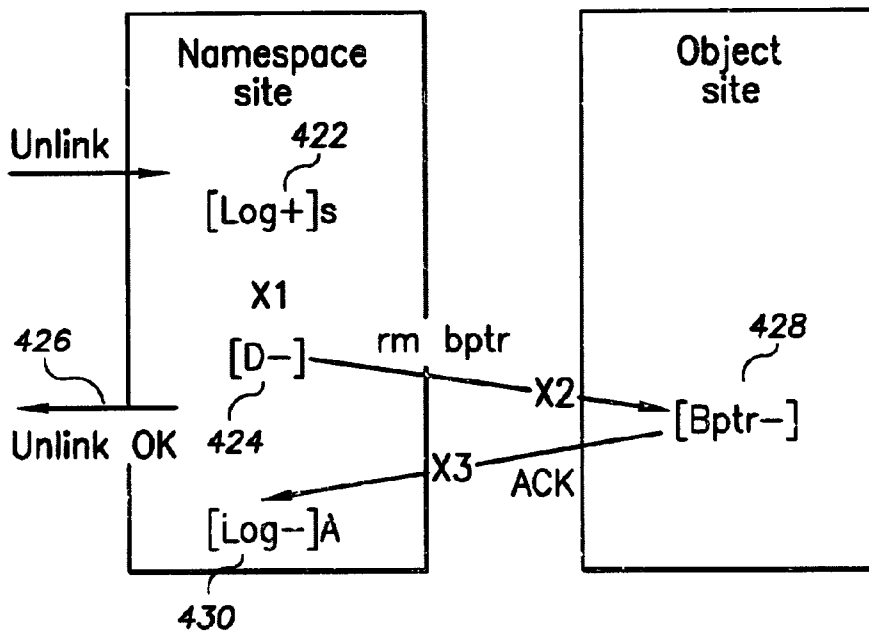 Namespace
site
Object
site
Unlink
422
[Log+]s
X1
426
[D-]
rm bptr
X2
428
[Bptr-]
Unlink OK
424
X3
ACK
[Log-]A
430